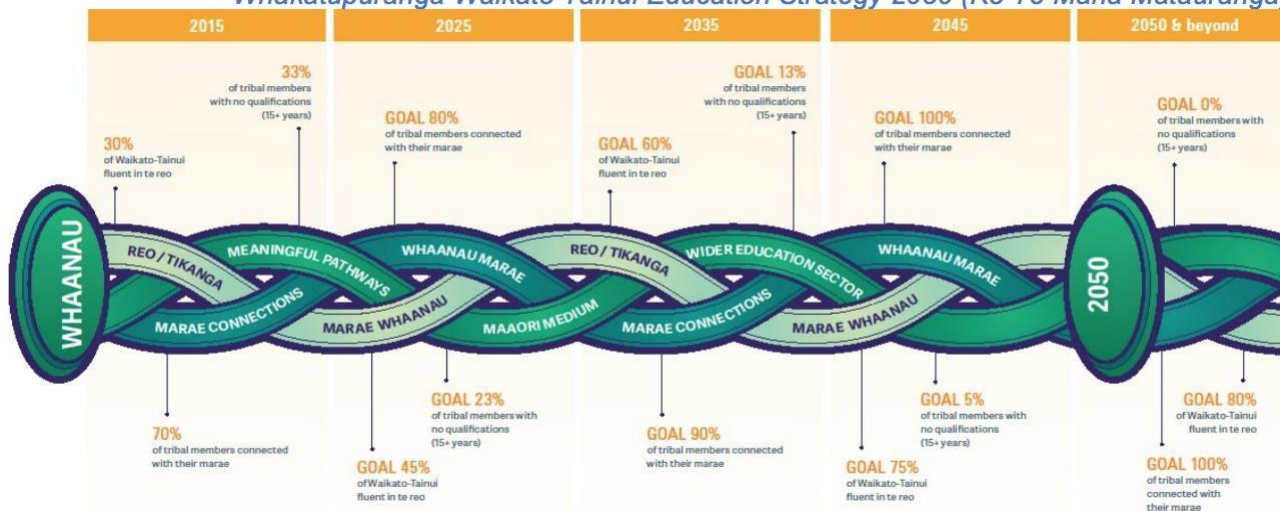 Whakatupuranga Waikato-Tainui Education Strategy 2050 (Ko Te Mana Matauranga)
2015
2025
2035
2045
2050 & beyond
33%
of tribal members
with no qualifications
(15+ years)
30%
of Waikato-Tainui
fluent in te reo
GOAL 80%
of tribal members connected
with their marae
GOAL 60%
of Waikato-Tainui
fluent in te reo
GOAL 13%
of tribal members
with no qualifications
(15+ years)
GOAL 100%
of tribal members connected
with their marae
GOAL 0%
of tribal members with
no qualifications
(15+ years)
WHAANAU
REO / TIKANGA
MARAE CONNECTIONS
MEANINGFUL PATHWAYS
MARAE WHAANAU
WHAANAU MARAE
MAAORI MEDIUM
REO / TIKANGA
MARAE CONNECTIONS
WIDER EDUCATION SECTOR
MARAE WHAANAU
WHAANAU MARAE
2050
70%
of tribal members connected
with their marae
GOAL 45%
of Waikato-Tainui
fluent in te reo
GOAL 23%
of tribal members with
no qualifications
(15+ years)
GOAL 90%
of tribal members connected
with their marae
GOAL 75%
of Waikato-Tainui
fluent in te reo
GOAL 5%
of tribal members with
no qualifications
(15+ years)
GOAL 80%
of Waikato-Tainui
fluent in te reo
GOAL 100%
of tribal members
connected with
their marae